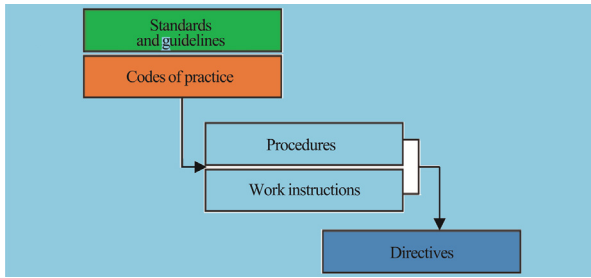 Standards
and guidelines
Codes of practice
Procedures
Work instructions
Directives